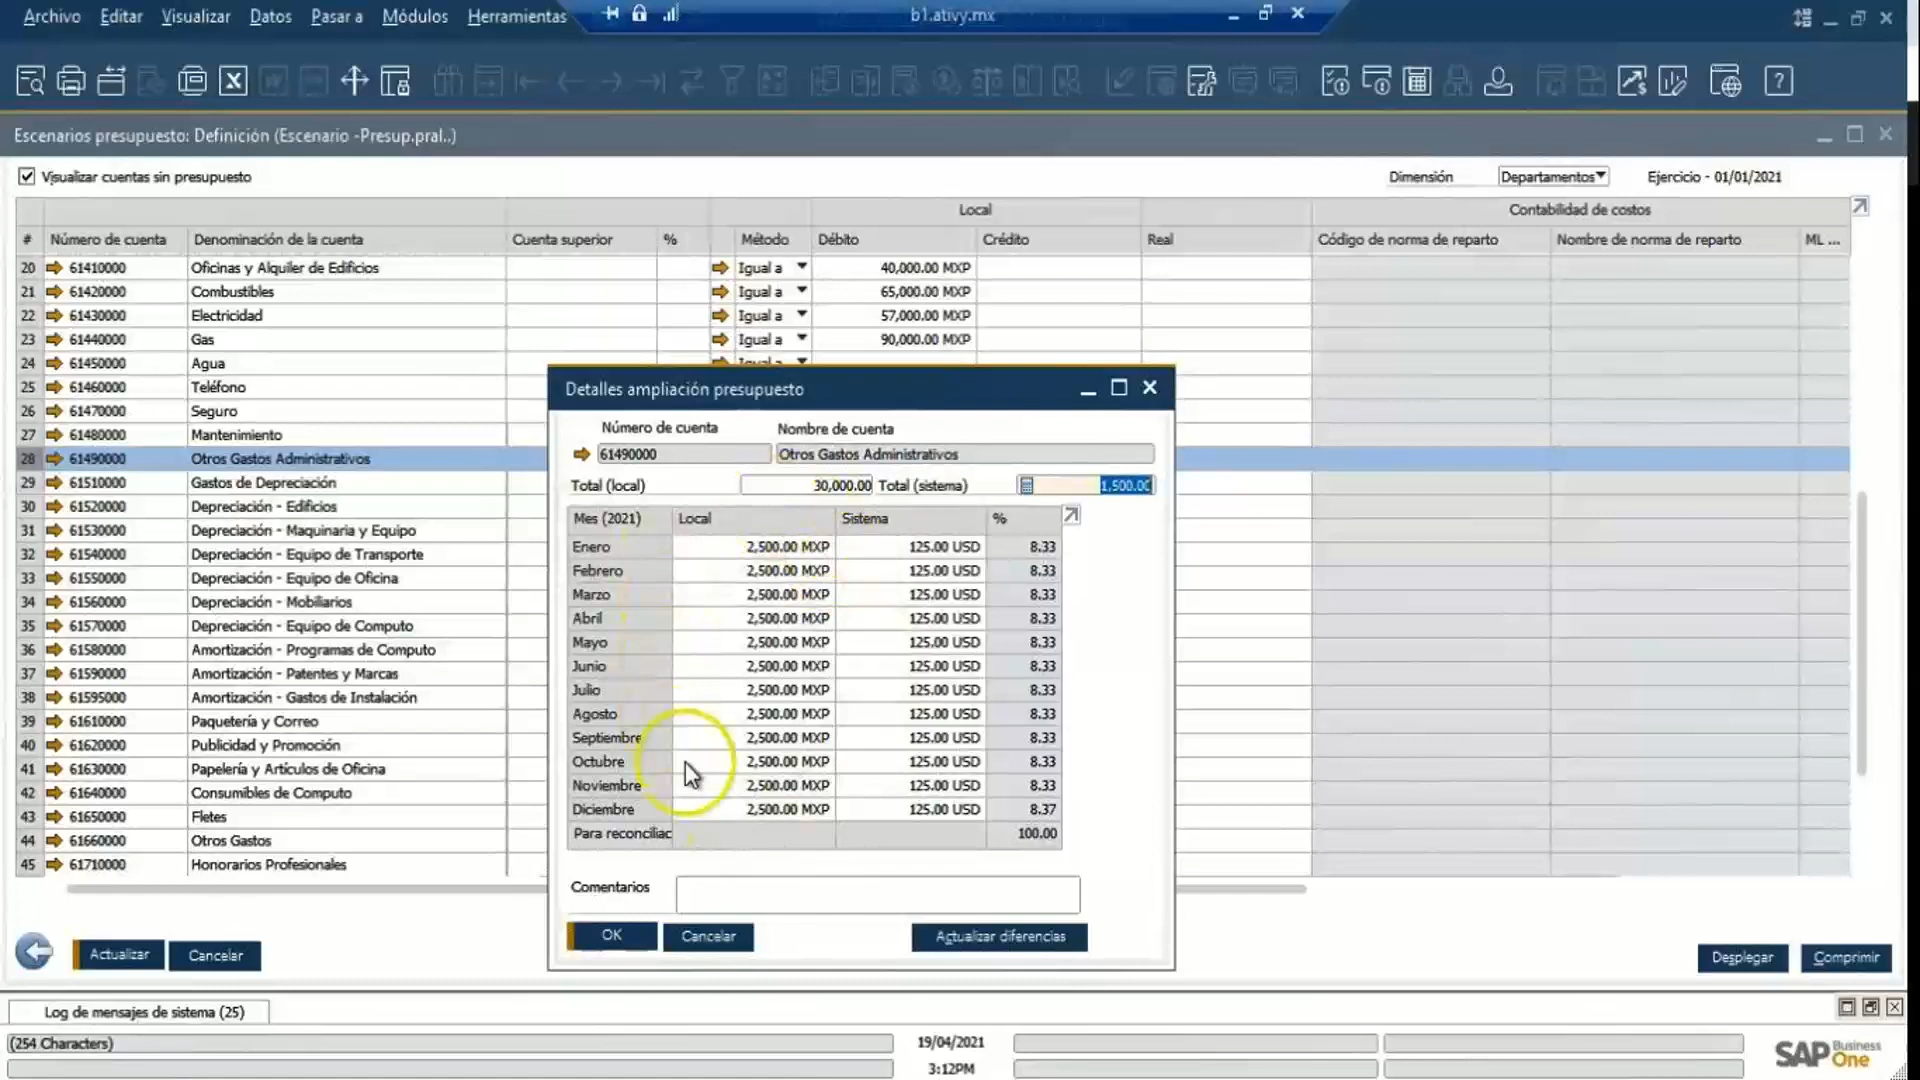 Archivo Editar Visualizar Datos Pasar a Módulos Herramientas b1.ativy.mx
Escenarios presupuesto: Definición (Escenario -Presup.pral..)
Visualizar cuentas sin presupuesto Dimensión Departamentos Ejercicio - 01/01/2021
Local Contabilidad de costos
# Número de cuenta Denominación de la cuenta Cuenta superior % Método Débito Crédito Real Código de norma de reparto Nombre de norma de reparto ML ...
20 61410000 Oficinas y Alquiler de Edificios Igual a 40,000.00 MXP
21 61420000 Combustibles Igual a 65,000.00 MXP
22 61430000 Electricidad Igual a 57,000.00 MXP
23 61440000 Gas Igual a 90,000.00 MXP
24 61450000 Agua
25 61460000 Teléfono
26 61470000 Seguro
27 61480000 Mantenimiento
28 61490000 Otros Gastos Administrativos
29 61510000 Gastos de Depreciación
30 61520000 Depreciación - Edificios
31 61530000 Depreciación - Maquinaria y Equipo
32 61540000 Depreciación - Equipo de Transporte
33 61550000 Depreciación - Equipo de Oficina
34 61560000 Depreciación - Mobiliarios
35 61570000 Depreciación - Equipo de Computo
36 61580000 Amortización - Programas de Computo
37 61590000 Amortización - Patentes y Marcas
38 61595000 Amortización - Gastos de Instalación
39 61610000 Paquetería y Correo
40 61620000 Publicidad y Promoción
41 61630000 Papelería y Artículos de Oficina
42 61640000 Consumibles de Computo
43 61650000 Fletes
44 61660000 Otros Gastos
45 61710000 Honorarios Profesionales
Detalles ampliación presupuesto
Número de cuenta Nombre de cuenta
61490000 Otros Gastos Administrativos
Total (local) 30,000.00 Total (sistema) 1,500.00
Mes (2021) Local Sistema %
Enero 2,500.00 MXP 125.00 USD 8.33
Febrero 2,500.00 MXP 125.00 USD 8.33
Marzo 2,500.00 MXP 125.00 USD 8.33
Abril 2,500.00 MXP 125.00 USD 8.33
Mayo 2,500.00 MXP 125.00 USD 8.33
Junio 2,500.00 MXP 125.00 USD 8.33
Julio 2,500.00 MXP 125.00 USD 8.33
Agosto 2,500.00 MXP 125.00 USD 8.33
Septiembre 2,500.00 MXP 125.00 USD 8.33
Octubre 2,500.00 MXP 125.00 USD 8.33
Noviembre 2,500.00 MXP 125.00 USD 8.33
Diciembre 2,500.00 MXP 125.00 USD 8.37
Para reconciliac 100.00
Comentarios
OK Cancelar Actualizar diferencias
Actualizar Cancelar Desplegar Comprimir
Log de mensajes de sistema (25)
(254 Characters) 19/04/2021
3:12PM
SAP Business One